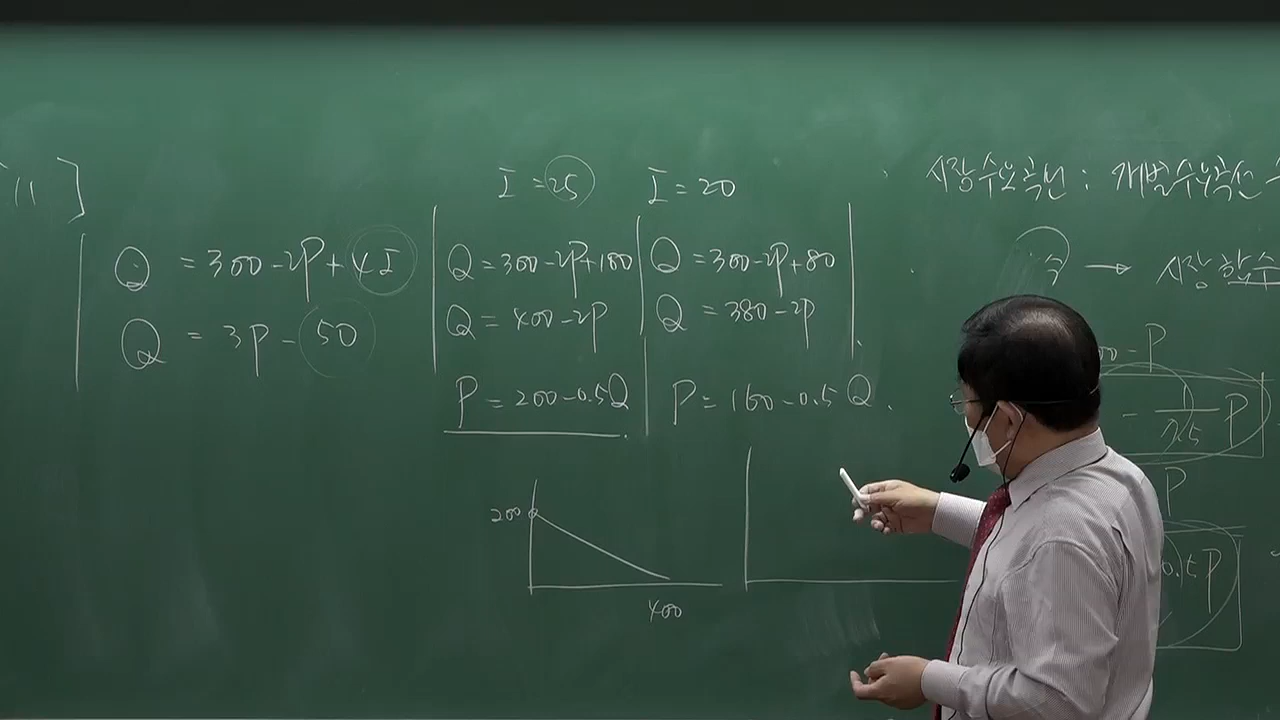 11]
Q = 300 - 2P + 4I
Q = 3P - 50
I = 25
Q = 300 - 2P + 100
Q = 400 - 2P
P = 200 - 0.5Q
200
400
I = 20
Q = 300 - 2P + 80
Q = 380 - 2P
P = 160 - 0.5Q.
시장수요곡선 : 개별수요곡선
→ 시장 함수
- P
P
P
0.15P